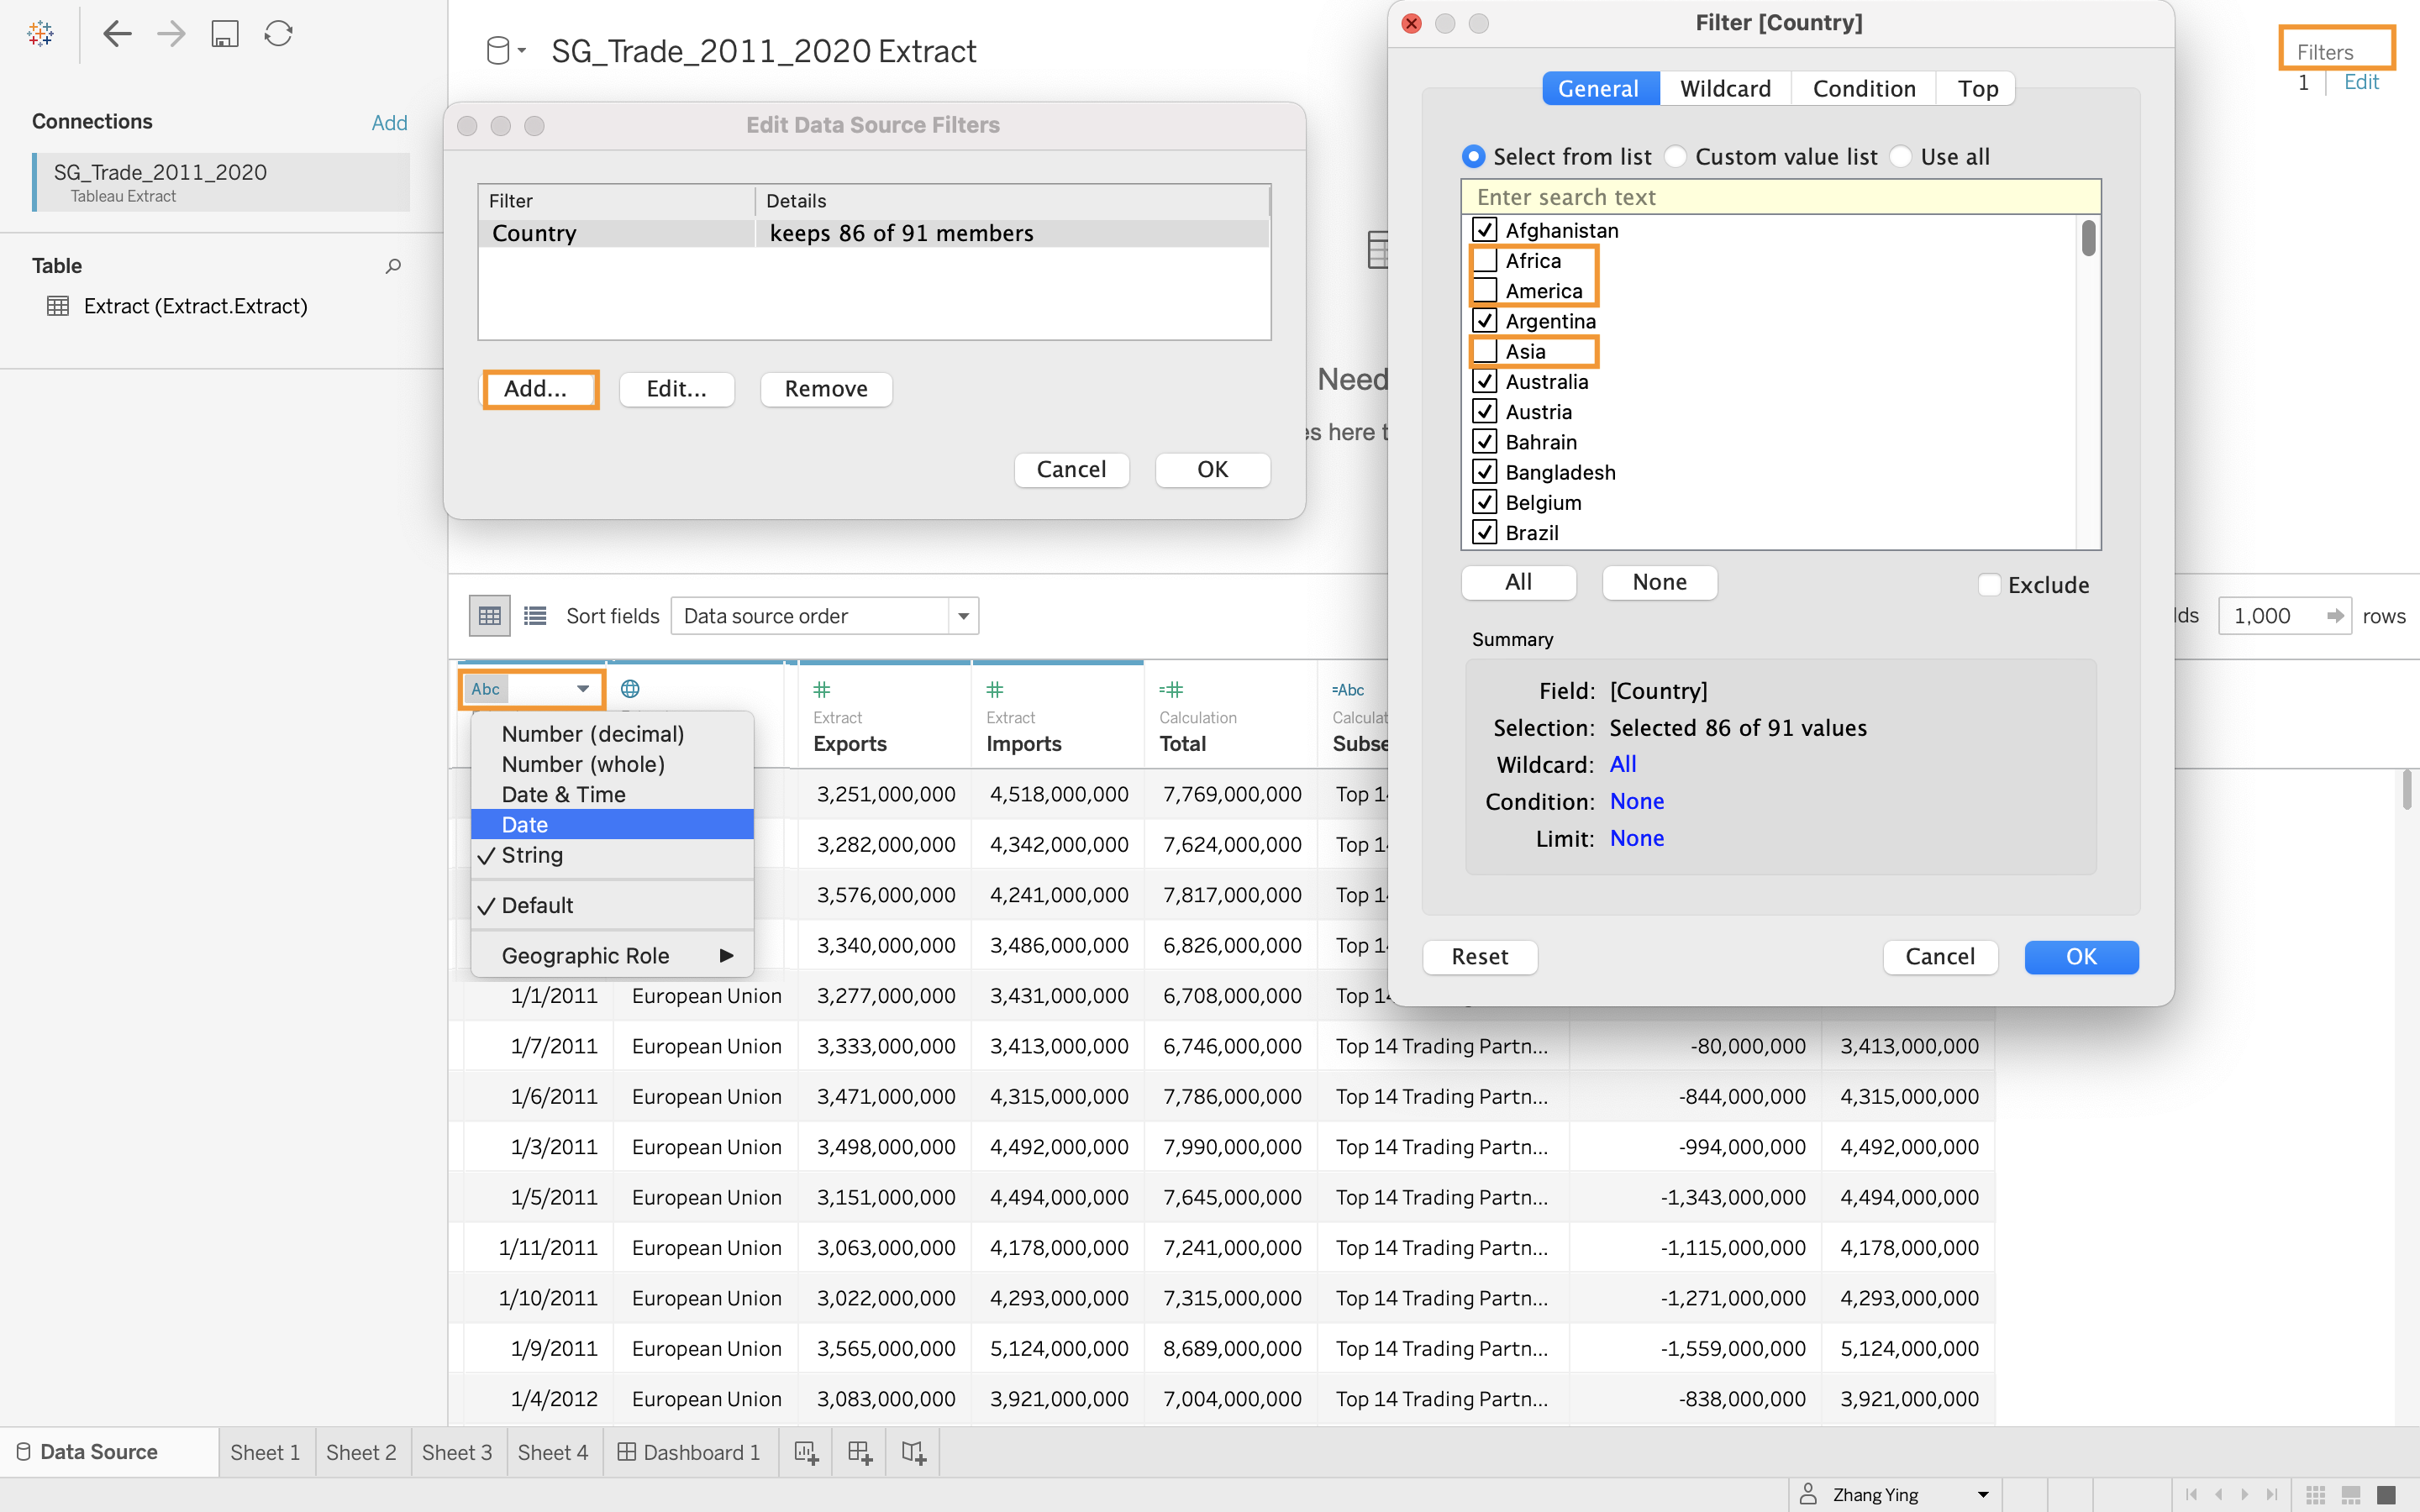 SG_Trade_2011_2020 Extract
Filters
1 Edit
Connections Add
SG_Trade_2011_2020
Tableau Extract
Table
Extract (Extract.Extract)
Edit Data Source Filters
Filter Details
Country keeps 86 of 91 members
Add... Edit... Remove
Cancel OK
Need
es here t
Filter [Country]
General Wildcard Condition Top
Select from list Custom value list Use all
Enter search text
Afghanistan
Africa
America
Argentina
Asia
Australia
Austria
Bahrain
Bangladesh
Belgium
Brazil
All None Exclude
Summary
Field: [Country]
Selection: Selected 86 of 91 values
Wildcard: All
Condition: None
Limit: None
Reset Cancel OK
Sort fields Data source order
lds 1,000 rows
Abc
Number (decimal)
Number (whole)
Date & Time
Date
String
Default
Geographic Role
# # =# =Abc
Extract Extract Calculation Calculat
Exports Imports Total Subse
3,251,000,000 4,518,000,000 7,769,000,000 Top 14
3,282,000,000 4,342,000,000 7,624,000,000 Top 14
3,576,000,000 4,241,000,000 7,817,000,000 Top 14
3,340,000,000 3,486,000,000 6,826,000,000 Top 14
1/1/2011 European Union 3,277,000,000 3,431,000,000 6,708,000,000 Top 14
1/7/2011 European Union 3,333,000,000 3,413,000,000 6,746,000,000 Top 14 Trading Partn... -80,000,000 3,413,000,000
1/6/2011 European Union 3,471,000,000 4,315,000,000 7,786,000,000 Top 14 Trading Partn... -844,000,000 4,315,000,000
1/3/2011 European Union 3,498,000,000 4,492,000,000 7,990,000,000 Top 14 Trading Partn... -994,000,000 4,492,000,000
1/5/2011 European Union 3,151,000,000 4,494,000,000 7,645,000,000 Top 14 Trading Partn... -1,343,000,000 4,494,000,000
1/11/2011 European Union 3,063,000,000 4,178,000,000 7,241,000,000 Top 14 Trading Partn... -1,115,000,000 4,178,000,000
1/10/2011 European Union 3,022,000,000 4,293,000,000 7,315,000,000 Top 14 Trading Partn... -1,271,000,000 4,293,000,000
1/9/2011 European Union 3,565,000,000 5,124,000,000 8,689,000,000 Top 14 Trading Partn... -1,559,000,000 5,124,000,000
1/4/2012 European Union 3,083,000,000 3,921,000,000 7,004,000,000 Top 14 Trading Partn... -838,000,000 3,921,000,000
Data Source Sheet 1 Sheet 2 Sheet 3 Sheet 4 Dashboard 1
Zhang Ying